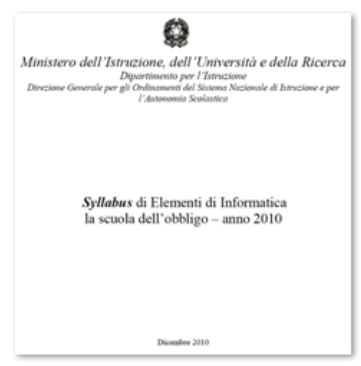 Ministero dell'Istruzione, dell'Università e della Ricerca
Dipartimento per l'Istruzione
Direzione Generale per gli Ordinamenti del Sistema Nazionale di Istruzione e per
l'Autonomia Scolastica
Syllabus di Elementi di Informatica
la scuola dell'obbligo – anno 2010
Dicembre 2010